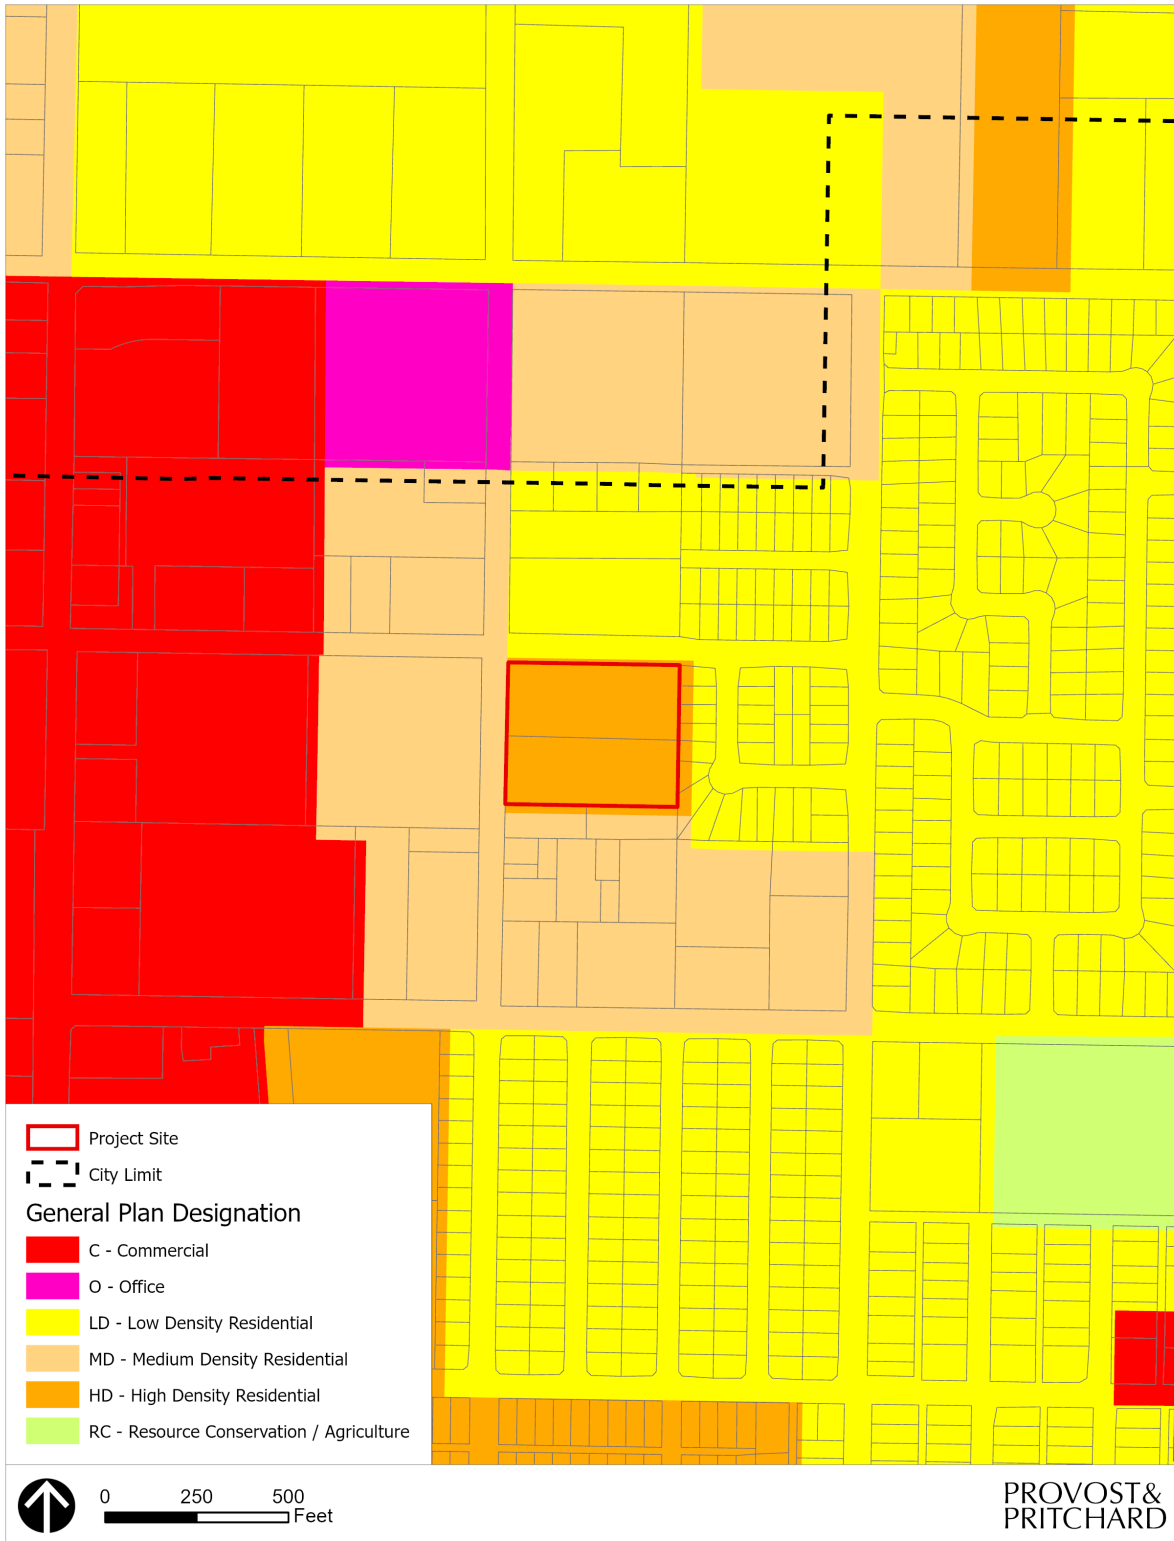 Project Site
City Limit
General Plan Designation
C - Commercial
O - Office
LD - Low Density Residential
MD - Medium Density Residential
HD - High Density Residential
RC - Resource Conservation / Agriculture
0 250 500
Feet
PROVOST&
PRITCHARD